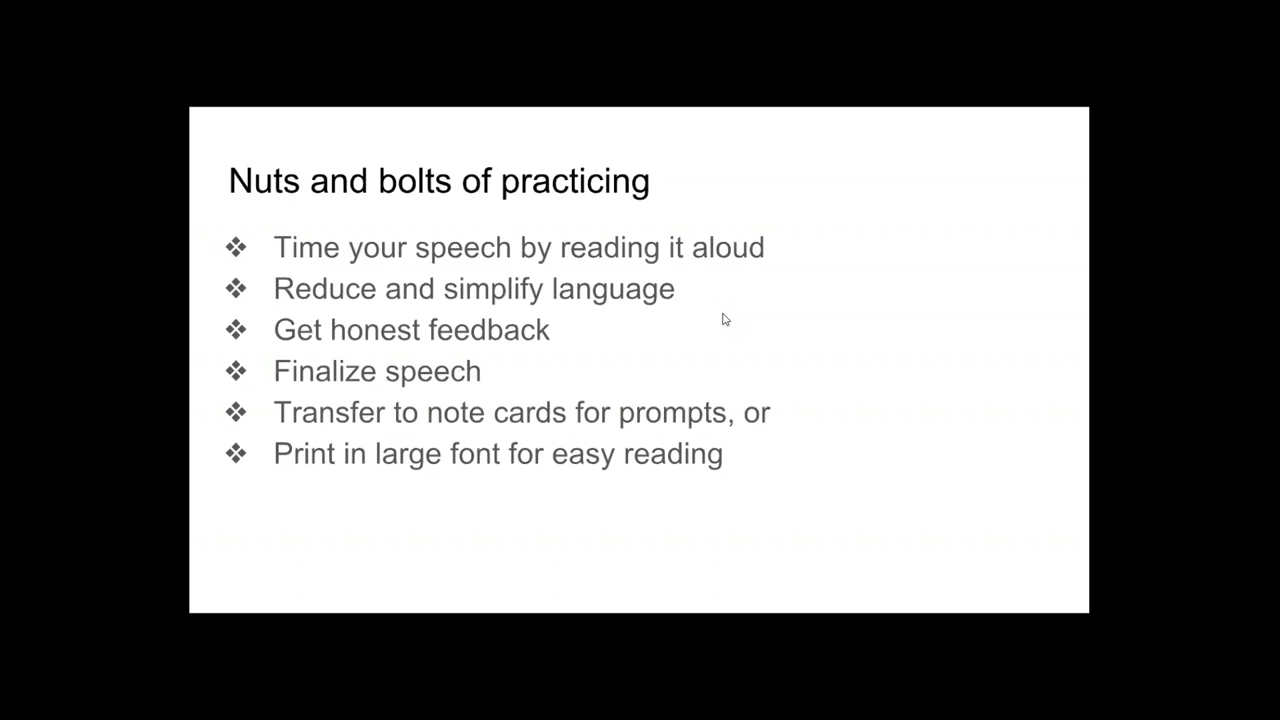 Nuts and bolts of practicing
❖ Time your speech by reading it aloud
❖ Reduce and simplify language
❖ Get honest feedback
❖ Finalize speech
❖ Transfer to note cards for prompts, or
❖ Print in large font for easy reading